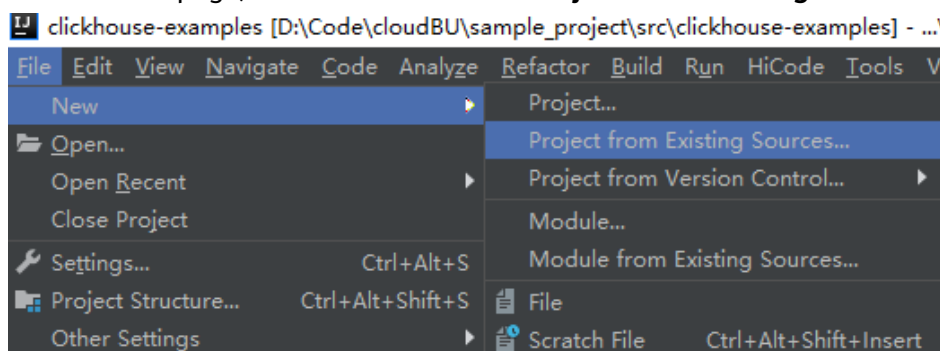 clickhouse-examples [D:\Code\cloudBU\sample_project\src\clickhouse-examples] - ...
File Edit View Navigate Code Analyze Refactor Build Run HiCode Tools V
New
Project...
Open...
Project from Existing Sources...
Open Recent
Project from Version Control...
Close Project
Module...
Settings... Ctrl+Alt+S
Module from Existing Sources...
Project Structure... Ctrl+Alt+Shift+S
File
Other Settings
Scratch File Ctrl+Alt+Shift+Insert